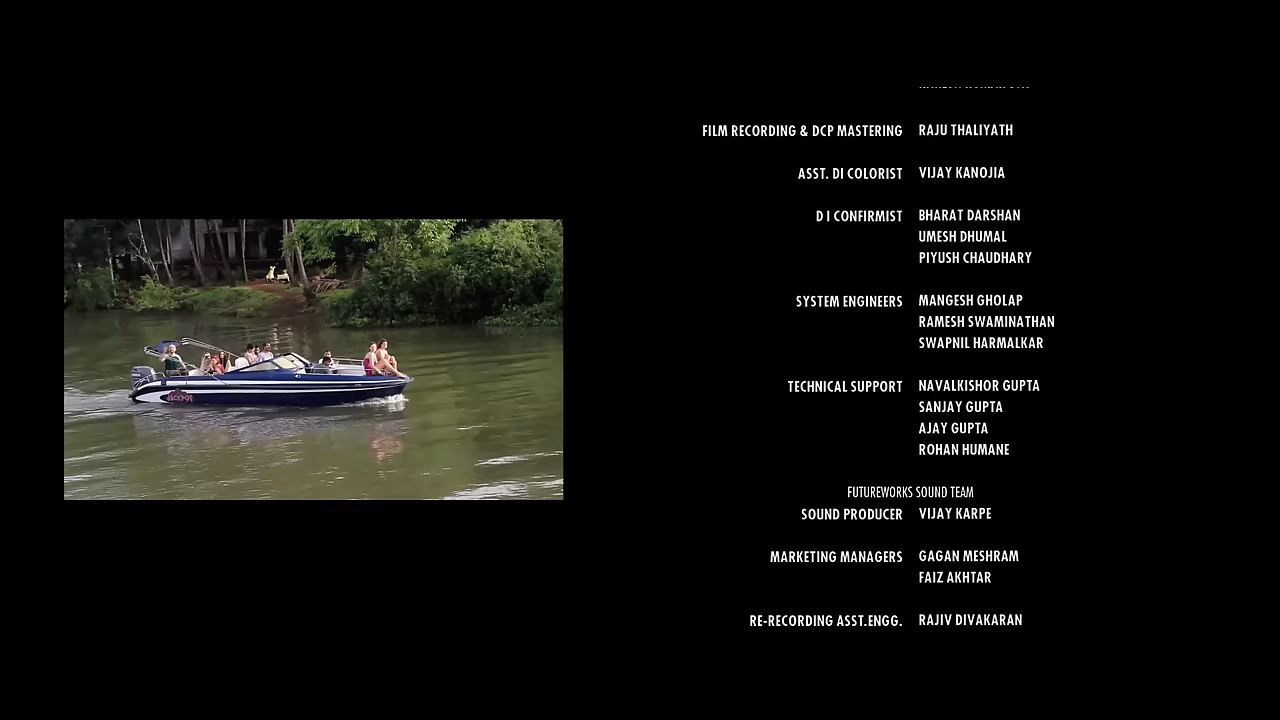 FILM RECORDING & DCP MASTERING RAJU THALIYATH
ASST. DI COLORIST VIJAY KANOJIA
D I CONFIRMIST BHARAT DARSHAN
UMESH DHUMAL
PIYUSH CHAUDHARY
SYSTEM ENGINEERS MANGESH GHOLAP
RAMESH SWAMINATHAN
SWAPNIL HARMALKAR
TECHNICAL SUPPORT NAVALKISHOR GUPTA
SANJAY GUPTA
AJAY GUPTA
ROHAN HUMANE
FUTUREWORKS SOUND TEAM
SOUND PRODUCER VIJAY KARPE
MARKETING MANAGERS GAGAN MESHRAM
FAIZ AKHTAR
RE-RECORDING ASST.ENGG. RAJIV DIVAKARAN
JACKPOT